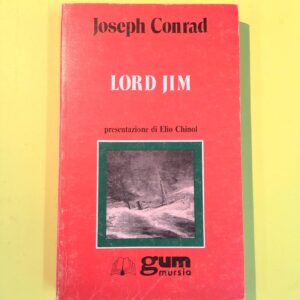 Joseph Conrad
LORD JIM
presentazione di Elio Chinol
gum
mursia